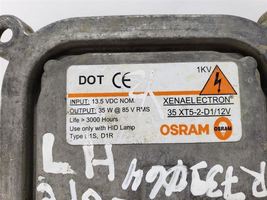 DOT CE 1KV
INPUT: 13.5 VDC NOM. XENAELECTRON®
OUTPUT: 35 W @ 85 V RMS 35 XT5-2-D1/12V
Life > 3000 Hours
Use only with HID Lamp
Type : 1S, D1R
OSRAM OSRAM